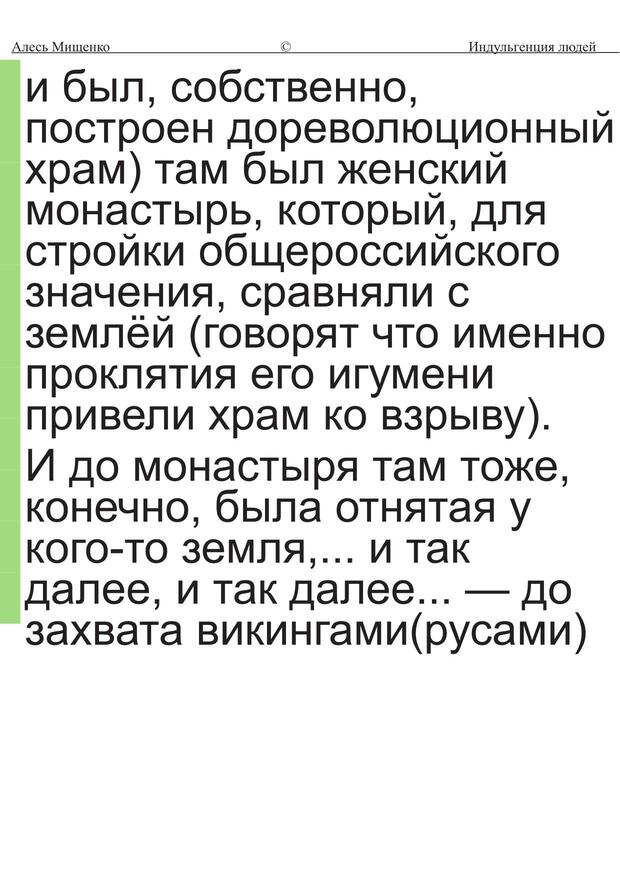 Алесь Мищенко © Индульгенция людей
и был, собственно,
построен дореволюционный
храм) там был женский
монастырь, который, для
стройки общероссийского
значения, сравняли с
землёй (говорят что именно
проклятия его игумени
привели храм ко взрыву).
И до монастыря там тоже,
конечно, была отнятая у
кого-то земля,... и так
далее, и так далее... — до
захвата викингами(русами)